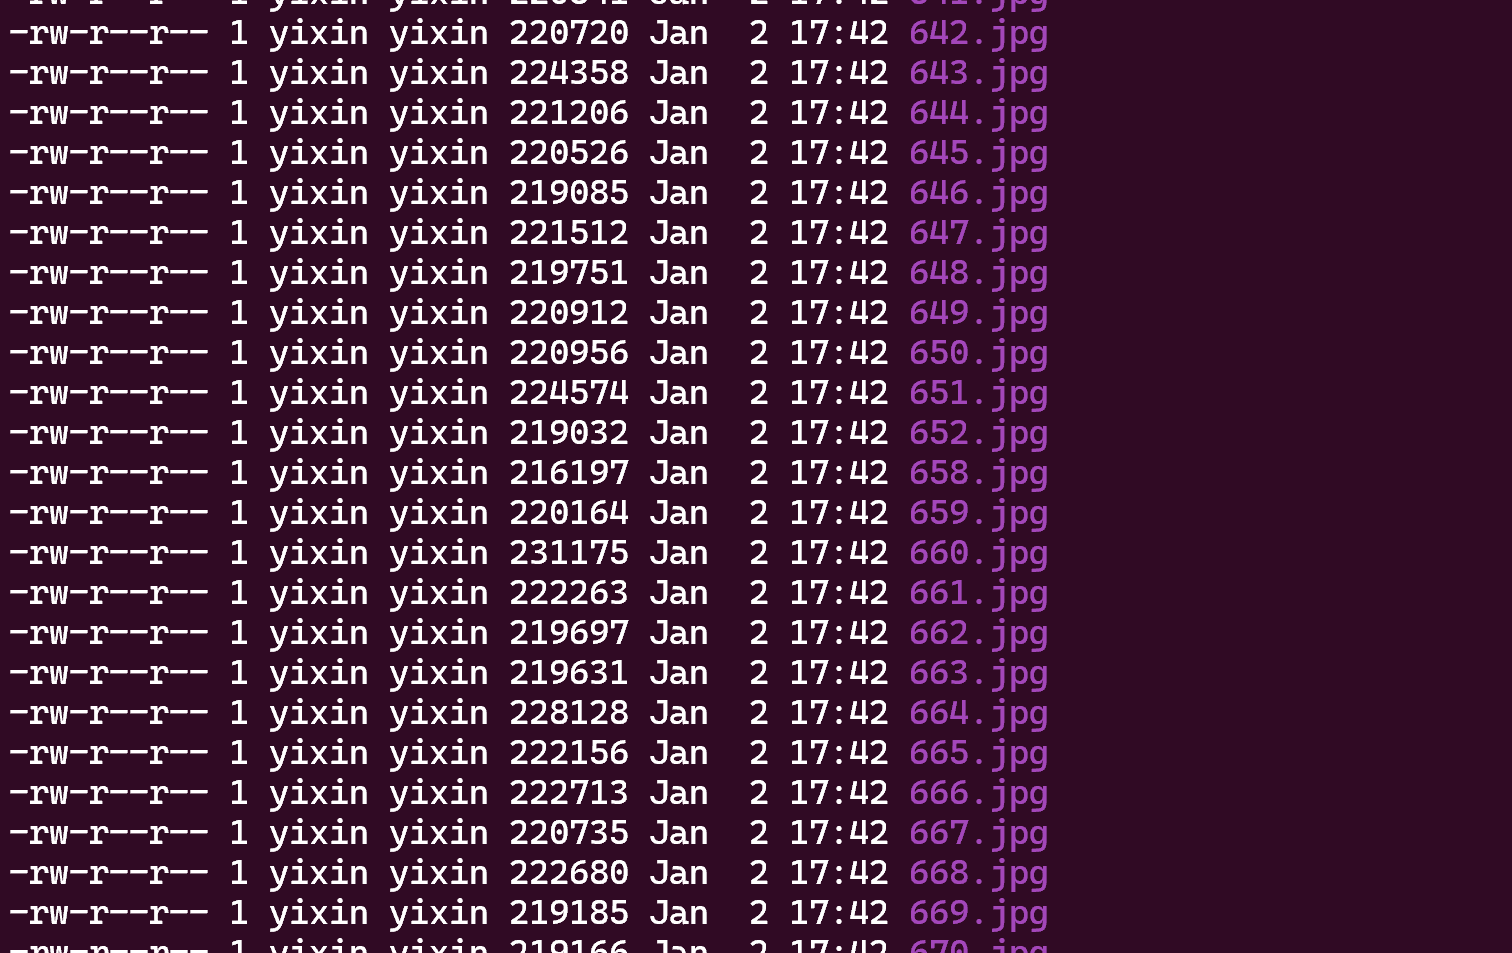 -rw-r--r-- 1 yixin yixin 220720 Jan  2 17:42 642.jpg
-rw-r--r-- 1 yixin yixin 224358 Jan  2 17:42 643.jpg
-rw-r--r-- 1 yixin yixin 221206 Jan  2 17:42 644.jpg
-rw-r--r-- 1 yixin yixin 220526 Jan  2 17:42 645.jpg
-rw-r--r-- 1 yixin yixin 219085 Jan  2 17:42 646.jpg
-rw-r--r-- 1 yixin yixin 221512 Jan  2 17:42 647.jpg
-rw-r--r-- 1 yixin yixin 219751 Jan  2 17:42 648.jpg
-rw-r--r-- 1 yixin yixin 220912 Jan  2 17:42 649.jpg
-rw-r--r-- 1 yixin yixin 220956 Jan  2 17:42 650.jpg
-rw-r--r-- 1 yixin yixin 224574 Jan  2 17:42 651.jpg
-rw-r--r-- 1 yixin yixin 219032 Jan  2 17:42 652.jpg
-rw-r--r-- 1 yixin yixin 216197 Jan  2 17:42 658.jpg
-rw-r--r-- 1 yixin yixin 220164 Jan  2 17:42 659.jpg
-rw-r--r-- 1 yixin yixin 231175 Jan  2 17:42 660.jpg
-rw-r--r-- 1 yixin yixin 222263 Jan  2 17:42 661.jpg
-rw-r--r-- 1 yixin yixin 219697 Jan  2 17:42 662.jpg
-rw-r--r-- 1 yixin yixin 219631 Jan  2 17:42 663.jpg
-rw-r--r-- 1 yixin yixin 228128 Jan  2 17:42 664.jpg
-rw-r--r-- 1 yixin yixin 222156 Jan  2 17:42 665.jpg
-rw-r--r-- 1 yixin yixin 222713 Jan  2 17:42 666.jpg
-rw-r--r-- 1 yixin yixin 220735 Jan  2 17:42 667.jpg
-rw-r--r-- 1 yixin yixin 222680 Jan  2 17:42 668.jpg
-rw-r--r-- 1 yixin yixin 219185 Jan  2 17:42 669.jpg
-rw-r--r-- 1 yixin yixin 219166 Jan  2 17:42 670.jpg